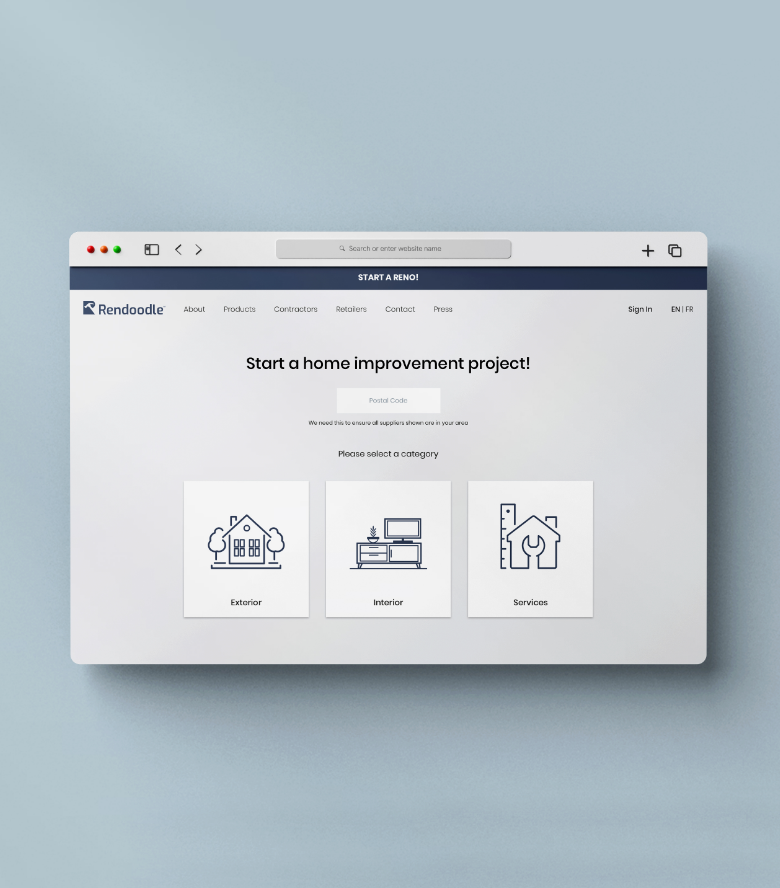 Search or enter website name
START A RENO!
Rendoodle About Products Contractors Retailers Contact Press Sign In EN | FR
Start a home improvement project!
Postal Code
We need this to ensure all suppliers shown are in your area
Please select a category
Exterior Interior Services